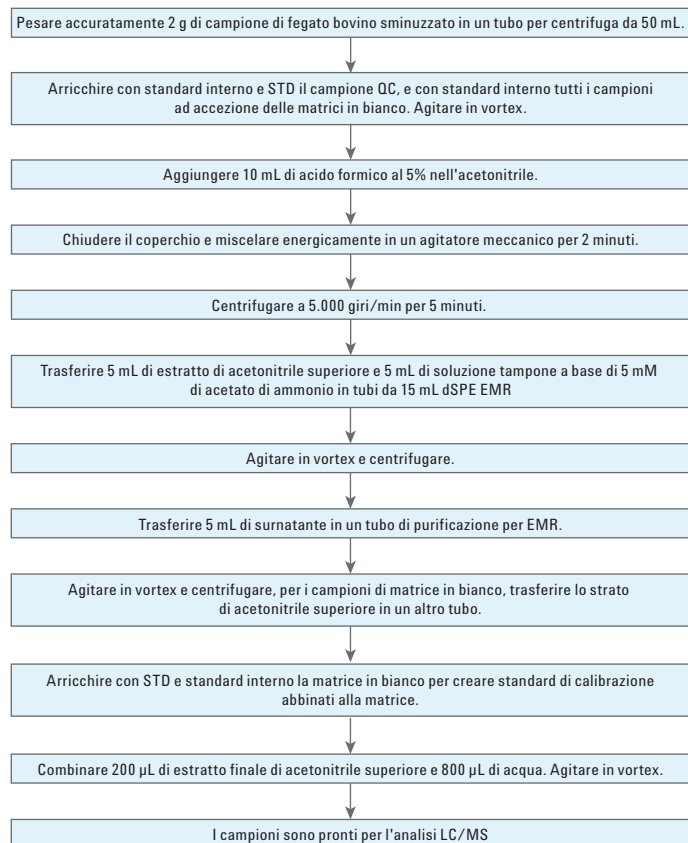 Pesare accuratamente 2 g di campione di fegato bovino sminuzzato in un tubo per centrifuga da 50 mL.
Arricchire con standard interno e STD il campione QC, e con standard interno tutti i campioni
ad accezione delle matrici in bianco. Agitare in vortex.
Aggiungere 10 mL di acido formico al 5% nell'acetonitrile.
Chiudere il coperchio e miscelare energicamente in un agitatore meccanico per 2 minuti.
Centrifugare a 5.000 giri/min per 5 minuti.
Trasferire 5 mL di estratto di acetonitrile superiore e 5 mL di soluzione tampone a base di 5 mM
di acetato di ammonio in tubi da 15 mL dSPE EMR
Agitare in vortex e centrifugare.
Trasferire 5 mL di surnatante in un tubo di purificazione per EMR.
Agitare in vortex e centrifugare, per i campioni di matrice in bianco, trasferire lo strato
di acetonitrile superiore in un altro tubo.
Arricchire con STD e standard interno la matrice in bianco per creare standard di calibrazione
abbinati alla matrice.
Combinare 200 µL di estratto finale di acetonitrile superiore e 800 µL di acqua. Agitare in vortex.
I campioni sono pronti per l'analisi LC/MS